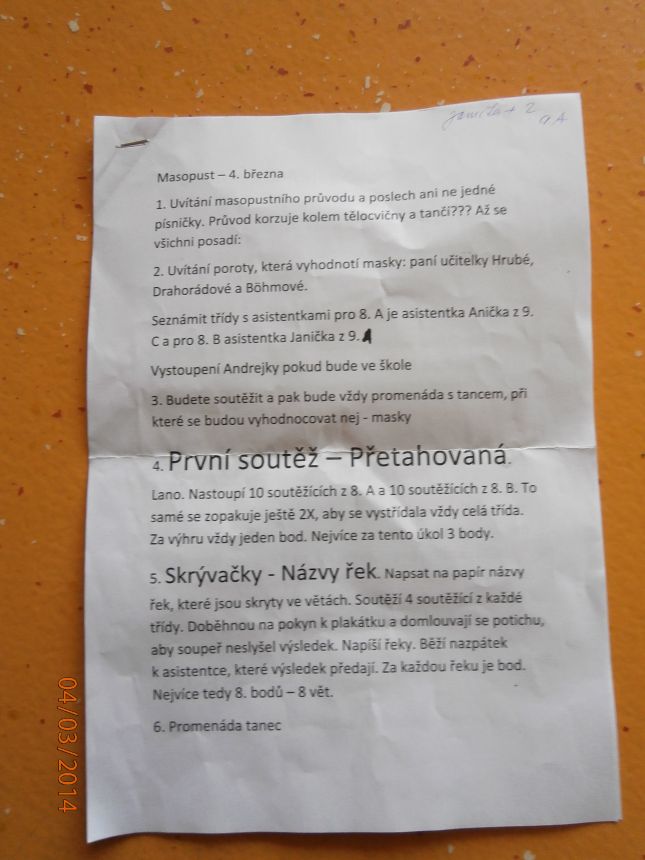 9A
Masopust – 4. března
1. Uvítání masopustního průvodu a poslech ani ne jedné
písničky. Průvod korzuje kolem tělocvičny a tančí??? Až se
všichni posadí:
2. Uvítání poroty, která vyhodnotí masky: paní učitelky Hrubé,
Drahorádové a Böhmové.
Seznámit třídy s asistentkami pro 8. A je asistentka Anička z 9.
C a pro 8. B asistentka Janička z 9. A
Vystoupení Andrejky pokud bude ve škole
3. Budete soutěžit a pak bude vždy promenáda s tancem, při
které se budou vyhodnocovat nej - masky
4. První soutěž – Přetahovaná.
Lano. Nastoupí 10 soutěžících z 8. A a 10 soutěžících z 8. B. To
samé se zopakuje ještě 2X, aby se vystřídala vždy celá třída.
Za výhru vždy jeden bod. Nejvíce za tento úkol 3 body.
5. Skrývačky - Názvy řek. Napsat na papír názvy
řek, které jsou skryty ve větách. Soutěží 4 soutěžící z každé
třídy. Doběhnou na pokyn k plakátku a domlouvají se potichu,
aby soupeř neslyšel výsledek. Napíší řeky. Běží nazpátek
k asistentce, které výsledek předají. Za každou řeku je bod.
Nejvíce tedy 8. bodů – 8 vět.
6. Promenáda tanec
04/03/2014